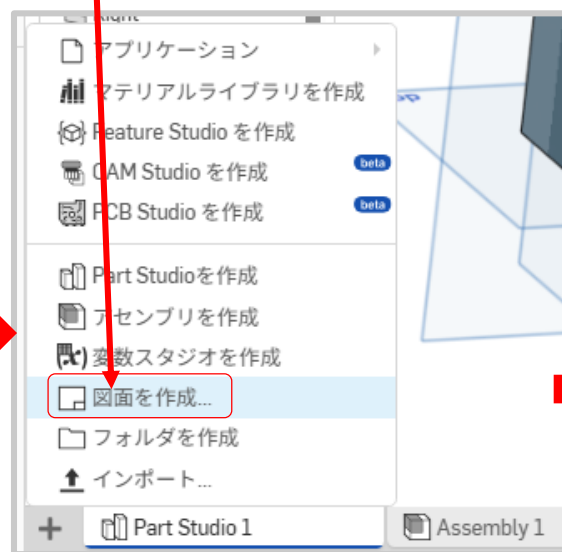 Right
アプリケーション
マテリアルライブラリを作成
Feature Studio を作成
CAM Studio を作成
beta
PCB Studio を作成
beta
Part Studioを作成
アセンブリを作成
変数スタジオを作成
図面を作成...
フォルダを作成
インポート...
Part Studio 1
Assembly 1